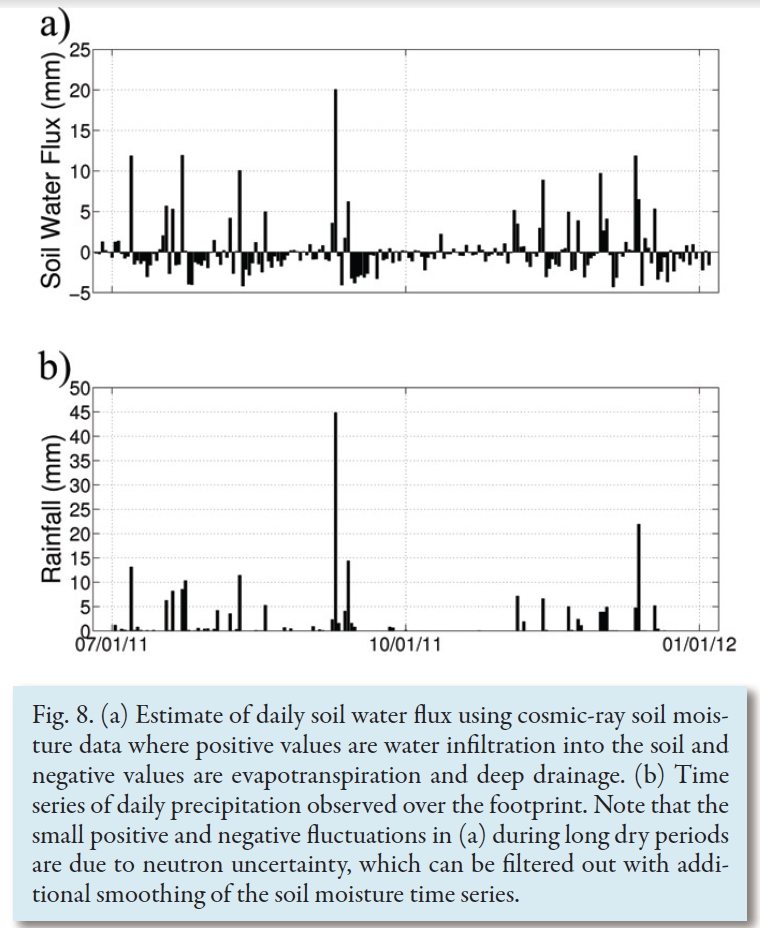 a)
25
20
15
10
5
0
−5
Soil Water Flux (mm)
b)
50
45
40
35
30
25
20
15
10
5
0
Rainfall (mm)
07/01/11 10/01/11 01/01/12
Fig. 8. (a) Estimate of daily soil water flux using cosmic-ray soil mois-
ture data where positive values are water infiltration into the soil and
negative values are evapotranspiration and deep drainage. (b) Time
series of daily precipitation observed over the footprint. Note that the
small positive and negative fluctuations in (a) during long dry periods
are due to neutron uncertainty, which can be filtered out with addi-
tional smoothing of the soil moisture time series.